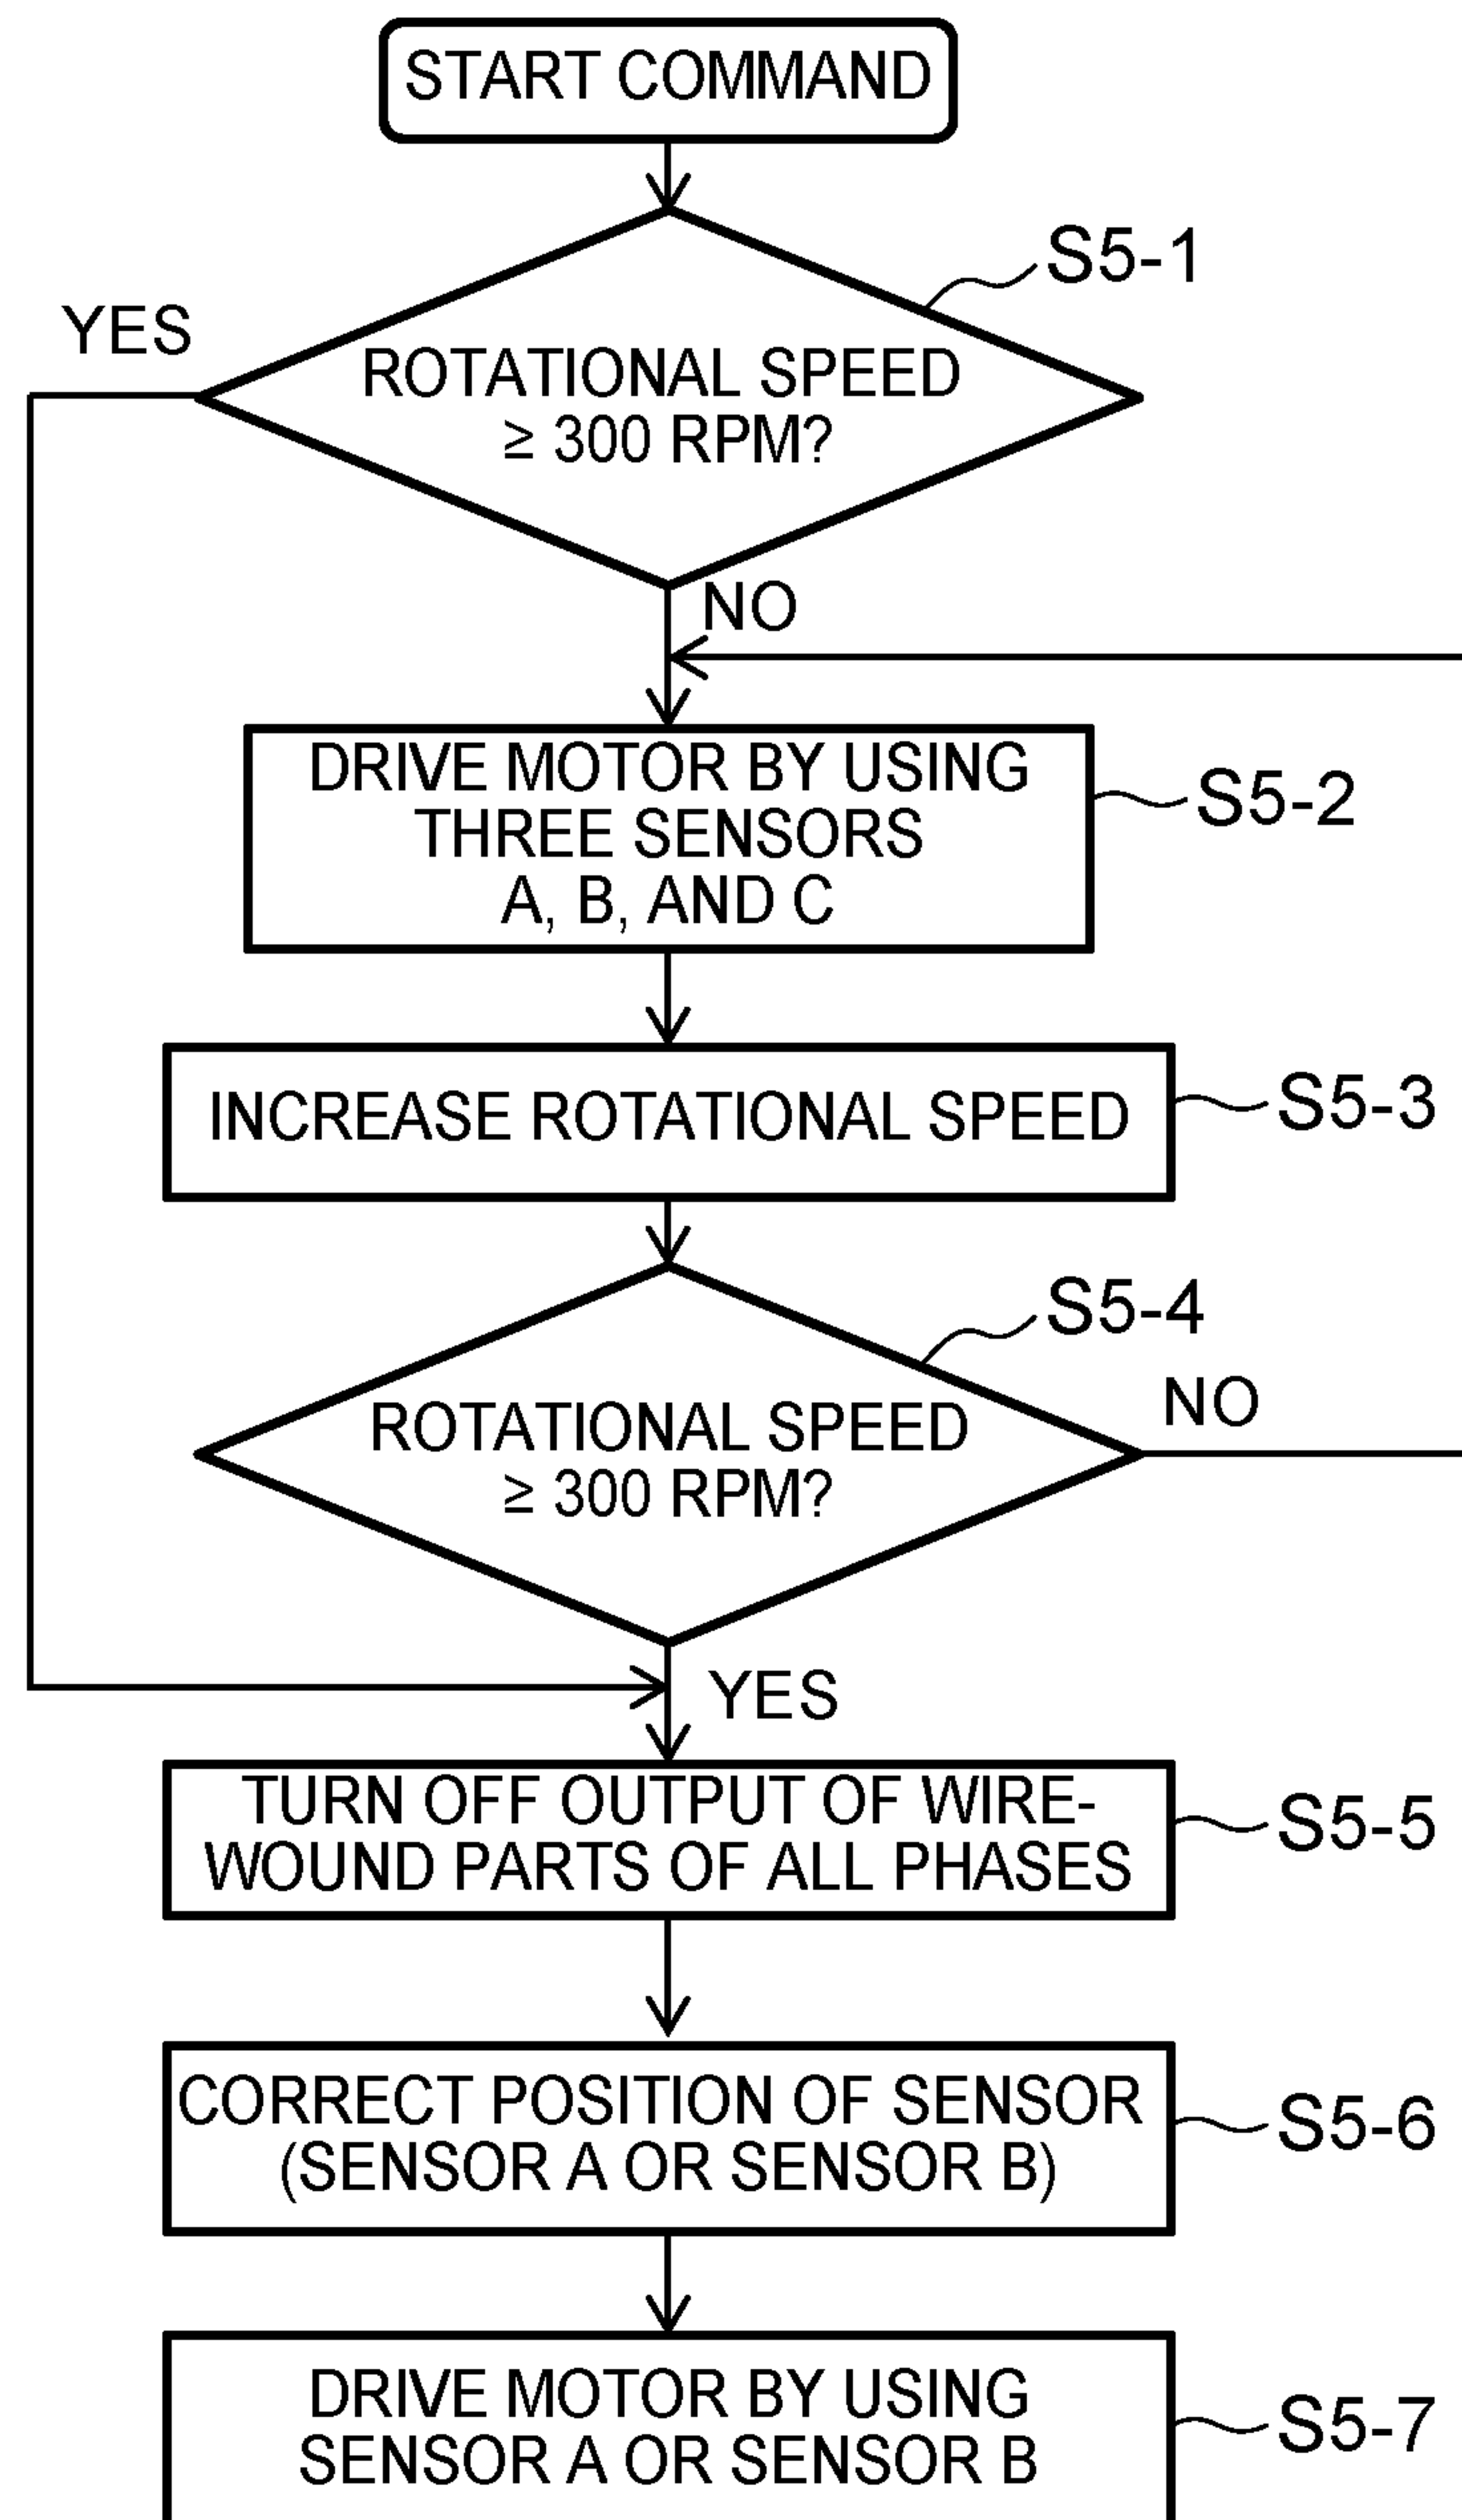 START COMMAND
S5-1
YES
ROTATIONAL SPEED
≥ 300 RPM?
NO
DRIVE MOTOR BY USING
THREE SENSORS
A, B, AND C
S5-2
INCREASE ROTATIONAL SPEED
S5-3
S5-4
NO
ROTATIONAL SPEED
≥ 300 RPM?
YES
TURN OFF OUTPUT OF WIRE-
WOUND PARTS OF ALL PHASES
S5-5
CORRECT POSITION OF SENSOR
(SENSOR A OR SENSOR B)
S5-6
DRIVE MOTOR BY USING
SENSOR A OR SENSOR B
S5-7